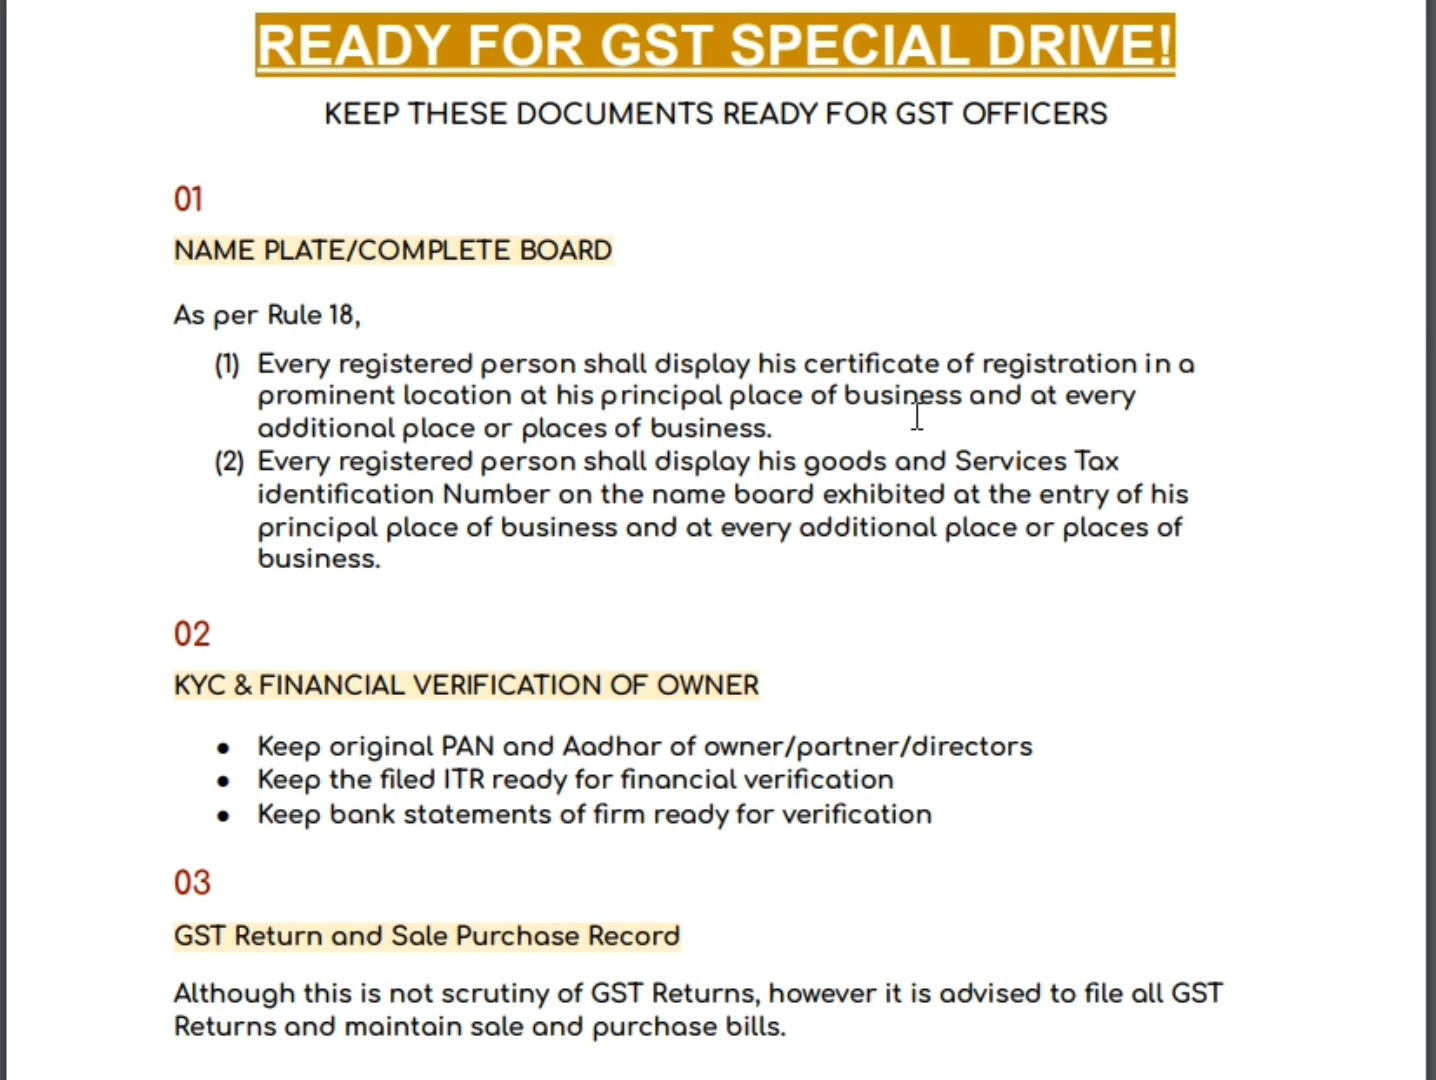 READY FOR GST SPECIAL DRIVE!
KEEP THESE DOCUMENTS READY FOR GST OFFICERS
01
NAME PLATE/COMPLETE BOARD
As per Rule 18,
(1) Every registered person shall display his certificate of registration in a
prominent location at his principal place of business and at every
additional place or places of business.
(2) Every registered person shall display his goods and Services Tax
identification Number on the name board exhibited at the entry of his
principal place of business and at every additional place or places of
business.
02
KYC & FINANCIAL VERIFICATION OF OWNER
● Keep original PAN and Aadhar of owner/partner/directors
● Keep the filed ITR ready for financial verification
● Keep bank statements of firm ready for verification
03
GST Return and Sale Purchase Record
Although this is not scrutiny of GST Returns, however it is advised to file all GST
Returns and maintain sale and purchase bills.